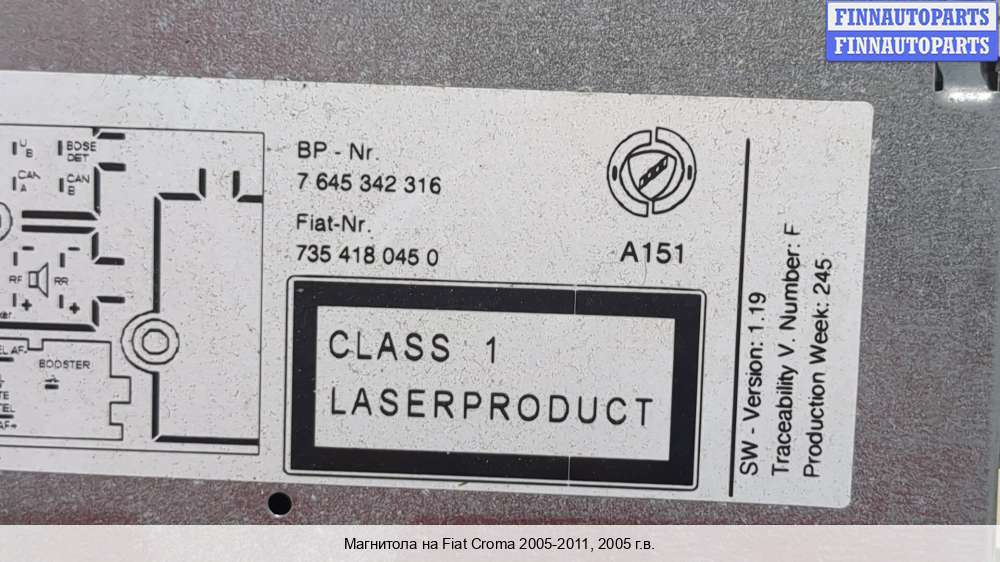 FINNAUTOPARTS
FINNAUTOPARTS
U B
BOSE DET
CAN A
CAN B
RF
RR
BOOSTER
BP - Nr.
7 645 342 316
Fiat-Nr.
735 418 045 0
A151
CLASS 1
LASERPRODUCT
SW - Version: 1.19
Traceability V. Number: F
Production Week: 245
Магнитола на Fiat Croma 2005-2011, 2005 г.в.